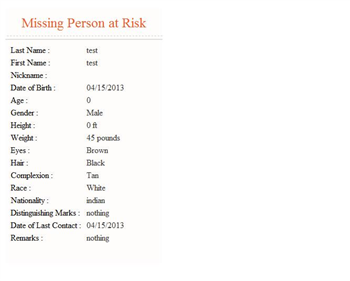 Missing Person at Risk
Last Name : test
First Name : test
Nickname :
Date of Birth : 04/15/2013
Age : 0
Gender : Male
Height : 0 ft
Weight : 45 pounds
Eyes : Brown
Hair : Black
Complexion : Tan
Race : White
Nationality : indian
Distinguishing Marks : nothing
Date of Last Contact : 04/15/2013
Remarks : nothing